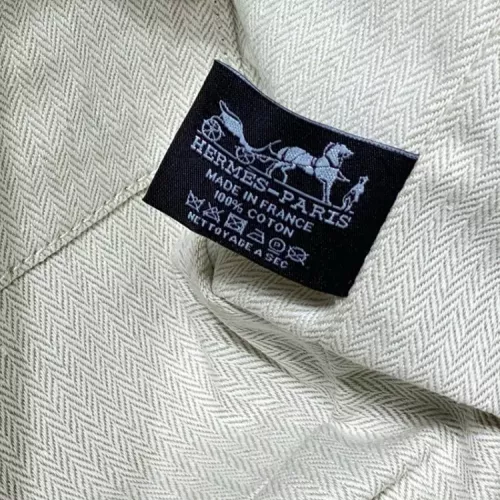 HERMES-PARIS
MADE IN FRANCE
100% COTON
NETTOYAGE A SEC